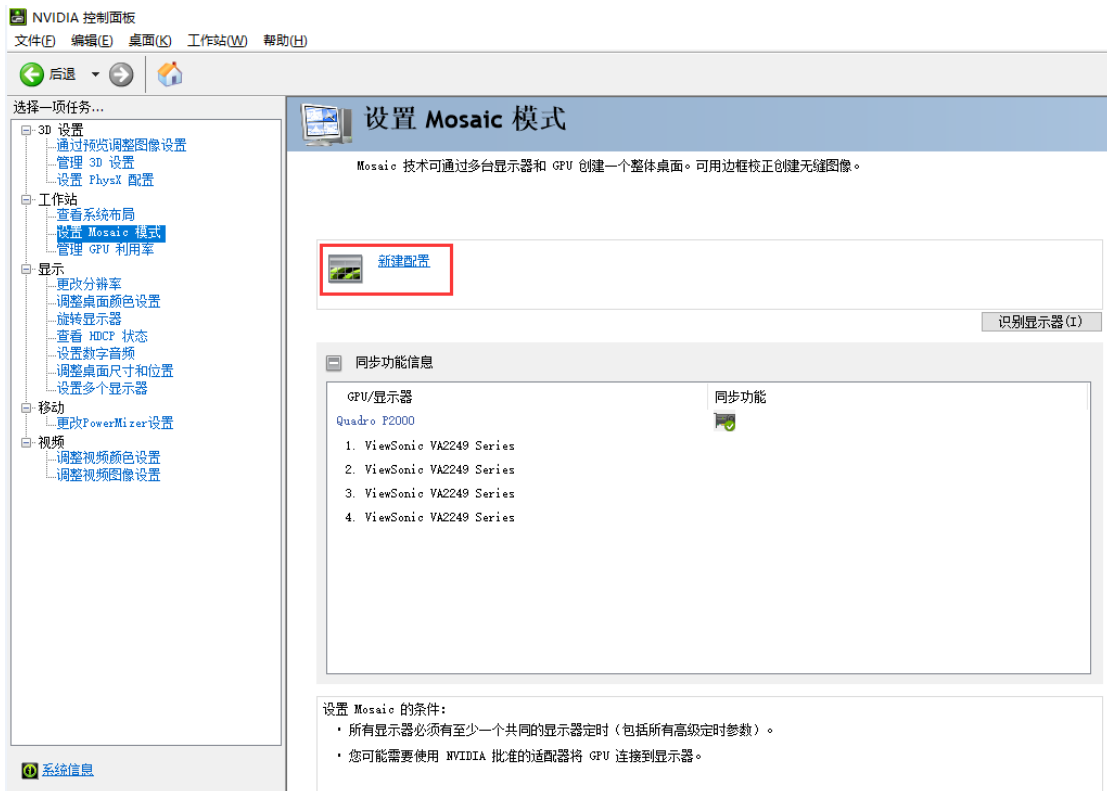 NVIDIA 控制面板
文件(F) 编辑(E) 桌面(K) 工作站(W) 帮助(H)
后退
选择一项任务...
3D 设置
通过预览调整图像设置
管理 3D 设置
设置 PhysX 配置
工作站
查看系统布局
设置 Mosaic 模式
管理 GPU 利用率
显示
更改分辨率
调整桌面颜色设置
旋转显示器
查看 HDCP 状态
设置数字音频
调整桌面尺寸和位置
设置多个显示器
移动
更改PowerMizer设置
视频
调整视频颜色设置
调整视频图像设置
系统信息
设置 Mosaic 模式
Mosaic 技术可通过多台显示器和 GPU 创建一个整体桌面。可用边框校正创建无缝图像。
新建配置
识别显示器(I)
同步功能信息
GPU/显示器 同步功能
Quadro P2000
1. ViewSonic VA2249 Series
2. ViewSonic VA2249 Series
3. ViewSonic VA2249 Series
4. ViewSonic VA2249 Series
设置 Mosaic 的条件:
· 所有显示器必须有至少一个共同的显示器定时（包括所有高级定时参数）。
· 您可能需要使用 NVIDIA 批准的适配器将 GPU 连接到显示器。